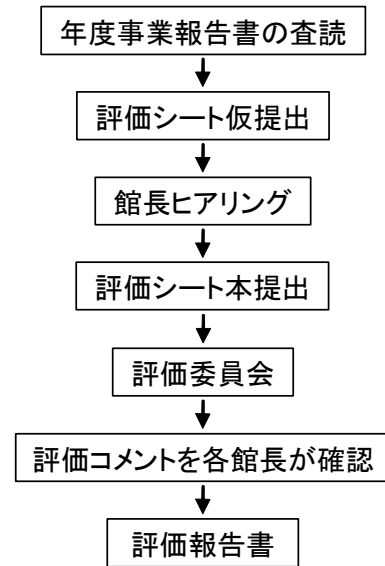 年度事業報告書の査読
評価シート仮提出
館長ヒアリング
評価シート本提出
評価委員会
評価コメントを各館長が確認
評価報告書